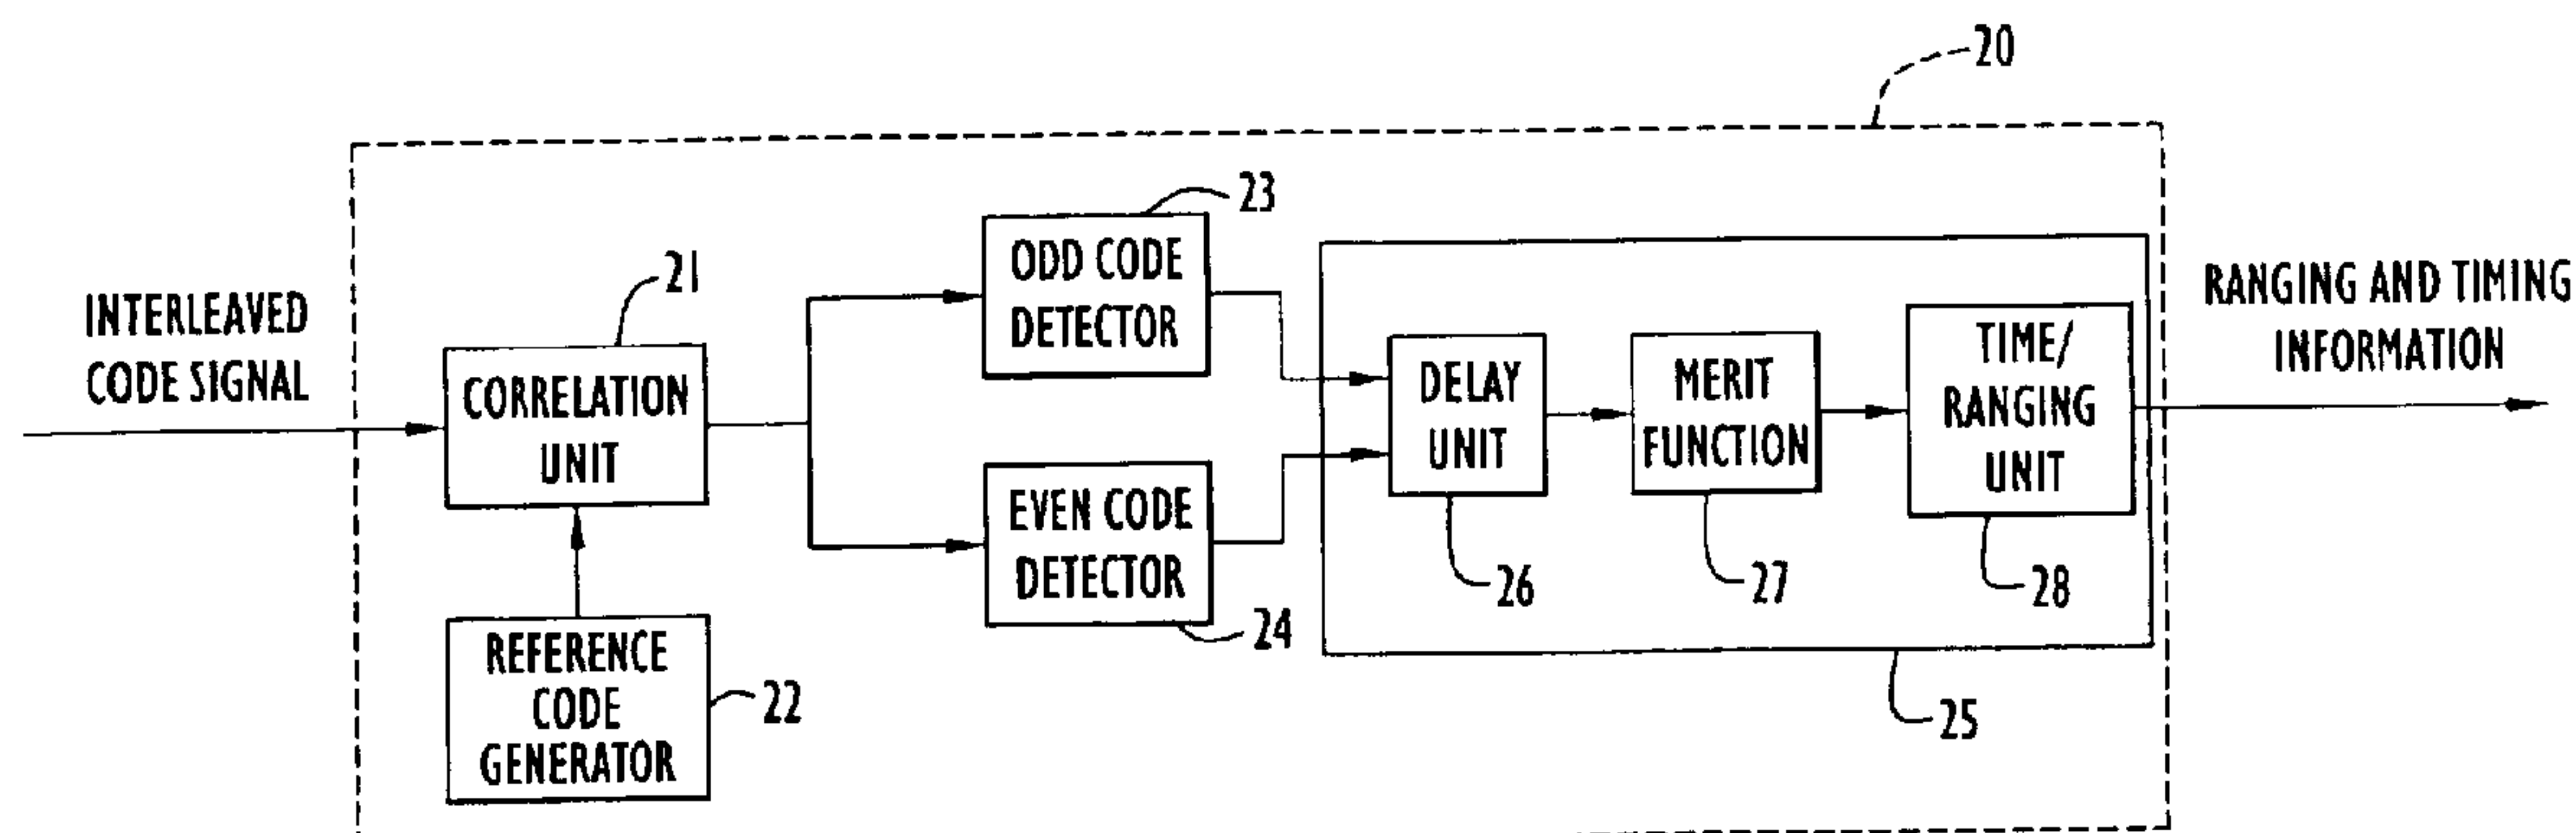 20
INTERLEAVED
CODE SIGNAL
21
CORRELATION
UNIT
REFERENCE
CODE
GENERATOR
22
23
ODD CODE
DETECTOR
EVEN CODE
DETECTOR
24
DELAY
UNIT
26
MERIT
FUNCTION
27
TIME/
RANGING
UNIT
28
25
RANGING AND TIMING
INFORMATION